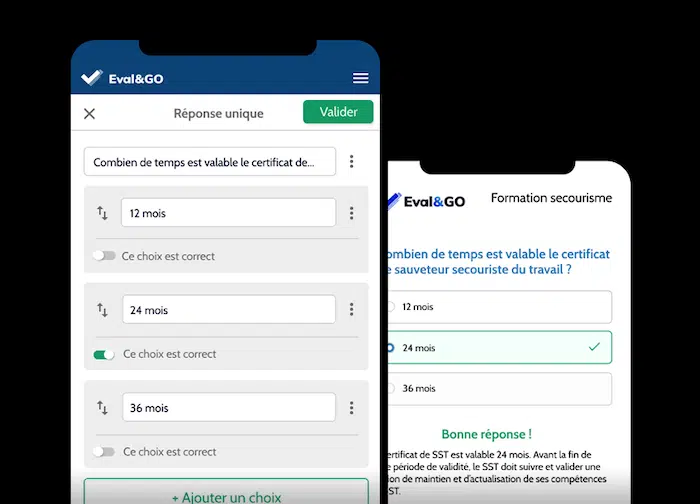 Eval&GO
Réponse unique
Valider
Combien de temps est valable le certificat de...
12 mois
Ce choix est correct
24 mois
Ce choix est correct
36 mois
Ce choix est correct
+ Ajouter un choix
Eval&GO
Formation secourisme
ombien de temps est valable le certificat
e sauveteur secouriste du travail ?
12 mois
24 mois
36 mois
Bonne réponse !
ertificat de SST est valable 24 mois. Avant la fin de
e période de validité, le SST doit suivre et valider une
ion de maintien et d'actualisation de ses compétences
ST.